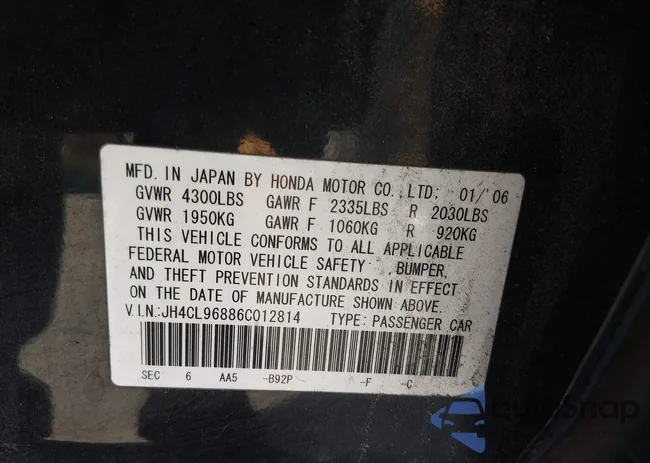 MFD. IN JAPAN BY HONDA MOTOR CO., LTD: 01/'06
GVWR 4300LBS GAWR F 2335LBS R 2030LBS
GVWR 1950KG GAWR F 1060KG R 920KG
THIS VEHICLE CONFORMS TO ALL APPLICABLE
FEDERAL MOTOR VEHICLE SAFETY , BUMPER,
AND THEFT PREVENTION STANDARDS IN EFFECT
ON THE DATE OF MANUFACTURE SHOWN ABOVE.
V.I.N.:JH4CL96886C012814 TYPE: PASSENGER CAR
SEC 6 AA5 -B92P -F -C
AutoSnap